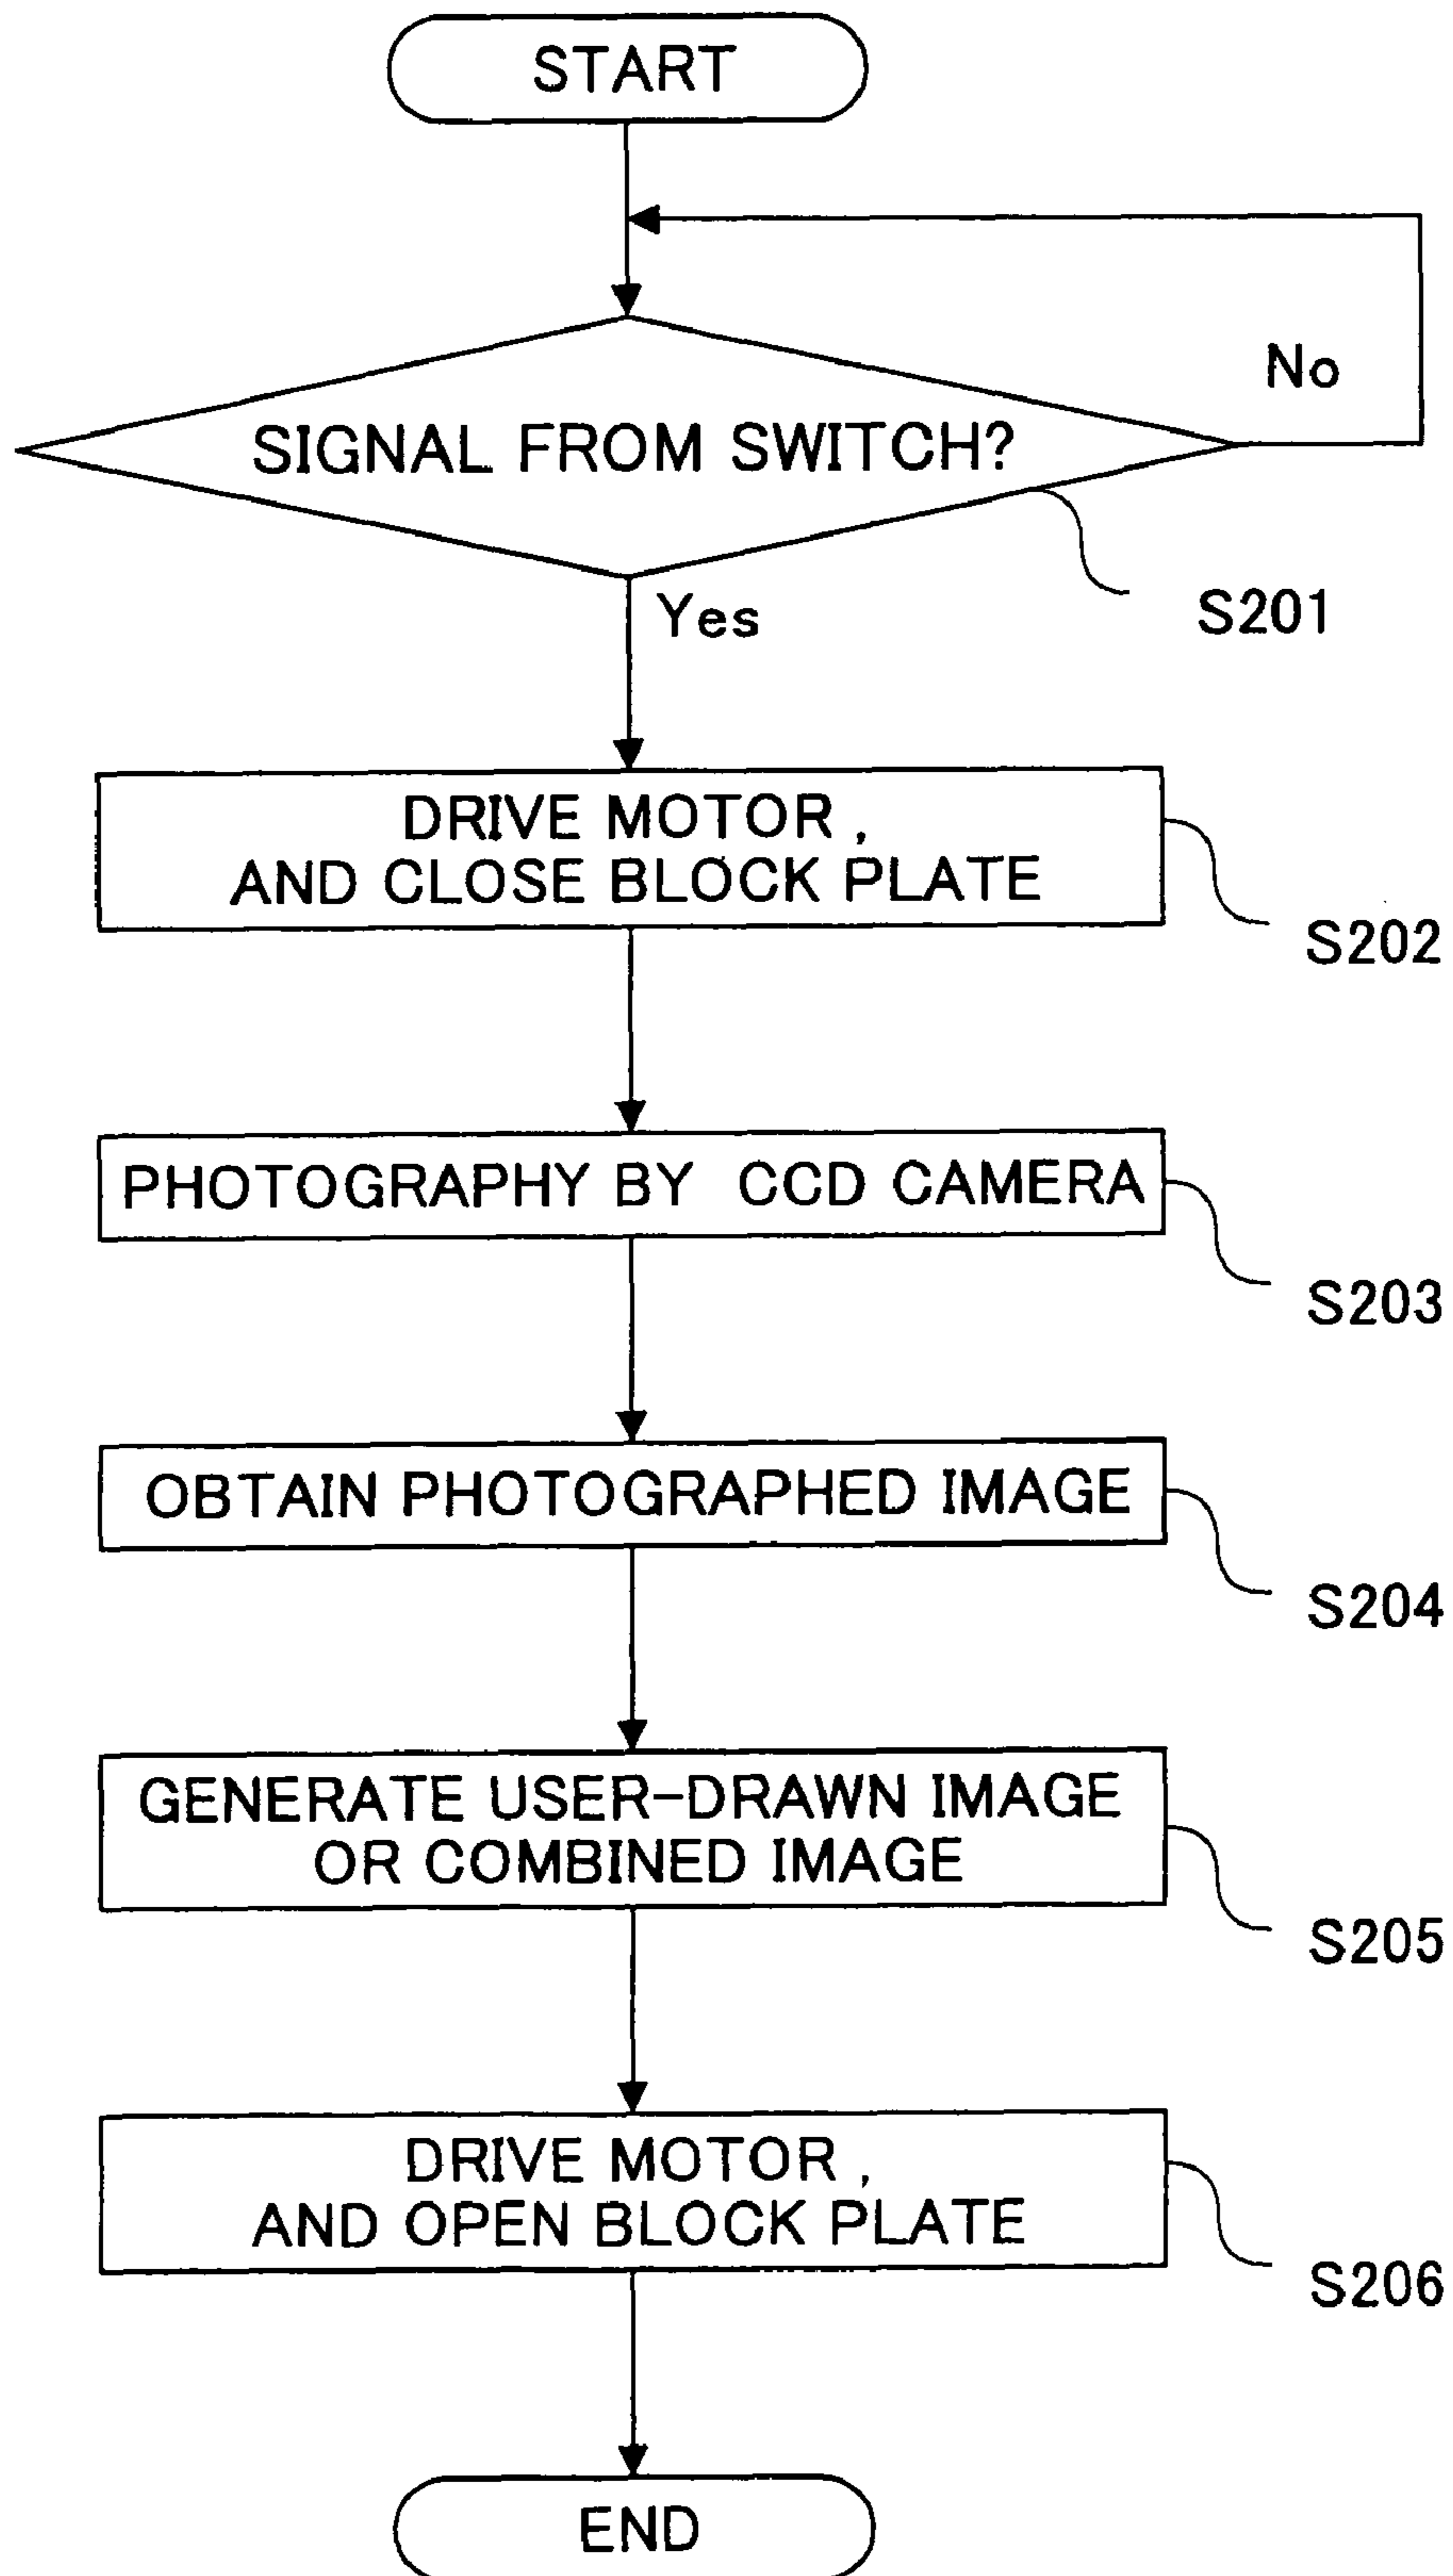 START
No
SIGNAL FROM SWITCH?
S201
Yes
DRIVE MOTOR ,
AND CLOSE BLOCK PLATE
S202
PHOTOGRAPHY BY CCD CAMERA
S203
OBTAIN PHOTOGRAPHED IMAGE
S204
GENERATE USER-DRAWN IMAGE
OR COMBINED IMAGE
S205
DRIVE MOTOR ,
AND OPEN BLOCK PLATE
S206
END